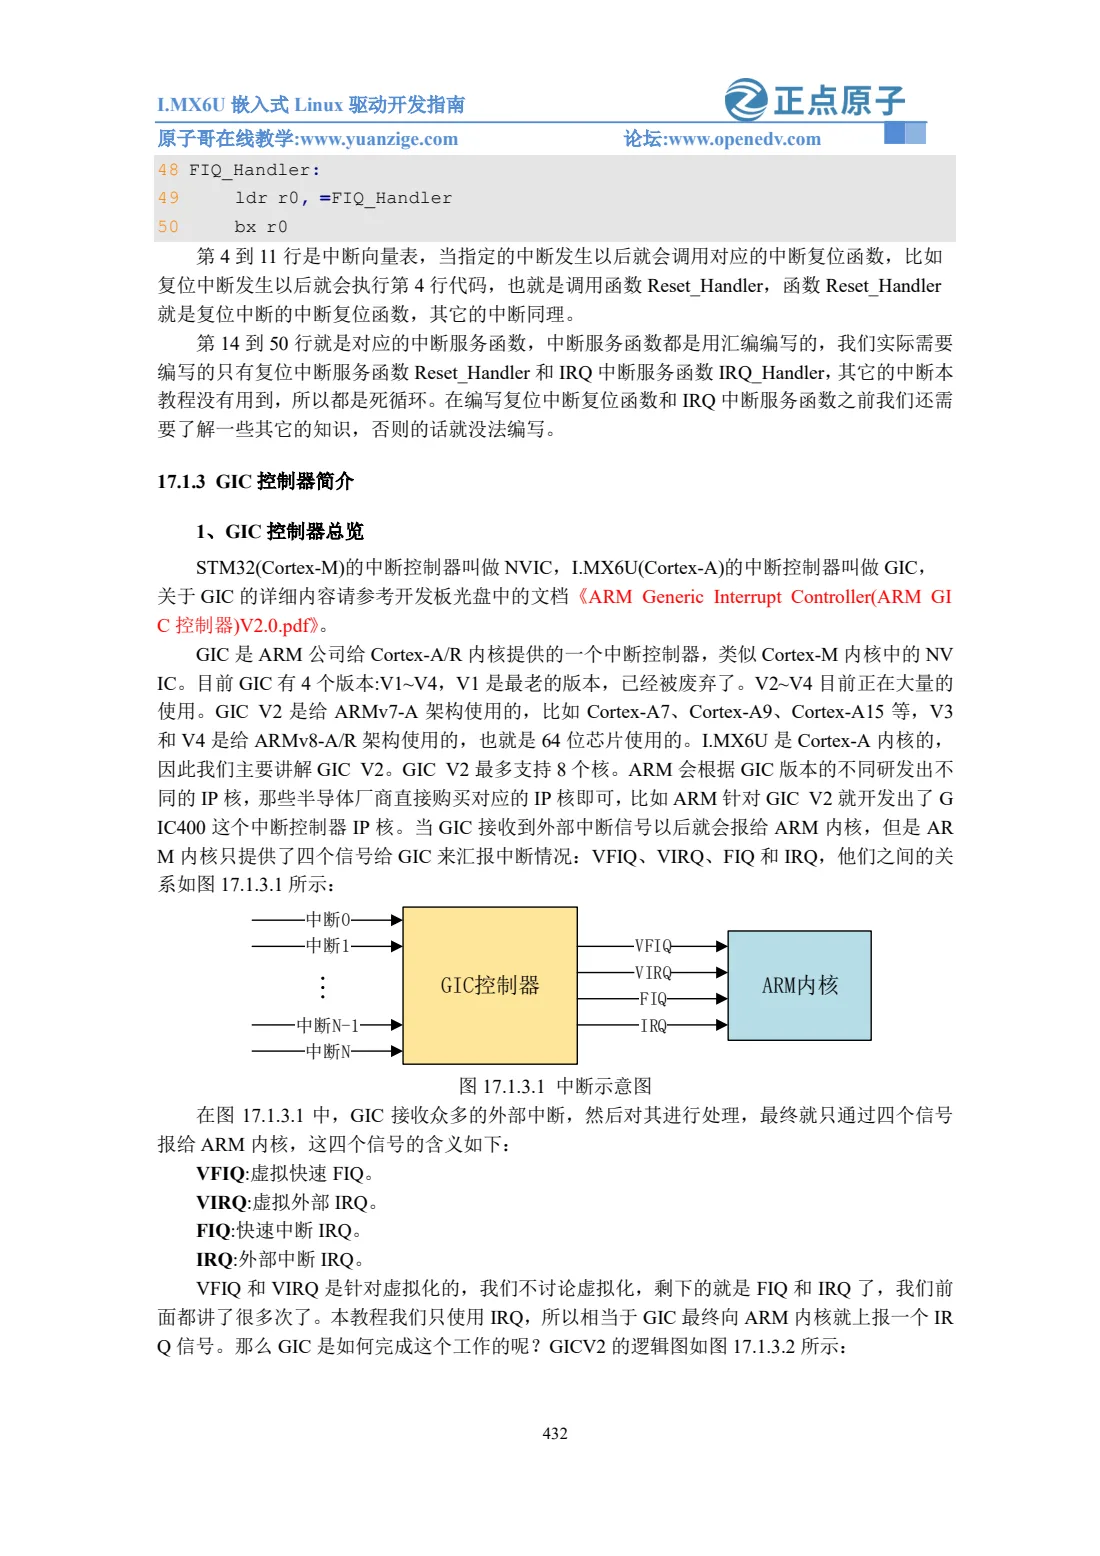 I.MX6U 嵌入式 Linux 驱动开发指南
正点原子
原子哥在线教学:www.yuanzige.com 论坛:www.openedv.com
48 FIQ_Handler:
49 ldr r0, =FIQ_Handler
50 bx r0
第 4 到 11 行是中断向量表，当指定的中断发生以后就会调用对应的中断复位函数，比如
复位中断发生以后就会执行第 4 行代码，也就是调用函数 Reset_Handler，函数 Reset_Handler
就是复位中断的中断复位函数，其它的中断同理。
第 14 到 50 行就是对应的中断服务函数，中断服务函数都是用汇编编写的，我们实际需要
编写的只有复位中断服务函数 Reset_Handler 和 IRQ 中断服务函数 IRQ_Handler，其它的中断本
教程没有用到，所以都是死循环。在编写复位中断复位函数和 IRQ 中断服务函数之前我们还需
要了解一些其它的知识，否则的话就没法编写。
17.1.3 GIC 控制器简介
1、GIC 控制器总览
STM32(Cortex-M)的中断控制器叫做 NVIC，I.MX6U(Cortex-A)的中断控制器叫做 GIC，
关于 GIC 的详细内容请参考开发板光盘中的文档《ARM Generic Interrupt Controller(ARM GI
C 控制器)V2.0.pdf》。
GIC 是 ARM 公司给 Cortex-A/R 内核提供的一个中断控制器，类似 Cortex-M 内核中的 NV
IC。目前 GIC 有 4 个版本:V1~V4，V1 是最老的版本，已经被废弃了。V2~V4 目前正在大量的
使用。GIC V2 是给 ARMv7-A 架构使用的，比如 Cortex-A7、Cortex-A9、Cortex-A15 等，V3
和 V4 是给 ARMv8-A/R 架构使用的，也就是 64 位芯片使用的。I.MX6U 是 Cortex-A 内核的，
因此我们主要讲解 GIC V2。GIC V2 最多支持 8 个核。ARM 会根据 GIC 版本的不同研发出不
同的 IP 核，那些半导体厂商直接购买对应的 IP 核即可，比如 ARM 针对 GIC V2 就开发出了 G
IC400 这个中断控制器 IP 核。当 GIC 接收到外部中断信号以后就会报给 ARM 内核，但是 AR
M 内核只提供了四个信号给 GIC 来汇报中断情况：VFIQ、VIRQ、FIQ 和 IRQ，他们之间的关
系如图 17.1.3.1 所示：
中断0
中断1
⋮
中断N-1
中断N
GIC控制器
VFIQ
VIRQ
FIQ
IRQ
ARM内核
图 17.1.3.1 中断示意图
在图 17.1.3.1 中，GIC 接收众多的外部中断，然后对其进行处理，最终就只通过四个信号
报给 ARM 内核，这四个信号的含义如下：
VFIQ:虚拟快速 FIQ。
VIRQ:虚拟外部 IRQ。
FIQ:快速中断 IRQ。
IRQ:外部中断 IRQ。
VFIQ 和 VIRQ 是针对虚拟化的，我们不讨论虚拟化，剩下的就是 FIQ 和 IRQ 了，我们前
面都讲了很多次了。本教程我们只使用 IRQ，所以相当于 GIC 最终向 ARM 内核就上报一个 IR
Q 信号。那么 GIC 是如何完成这个工作的呢？GICV2 的逻辑图如图 17.1.3.2 所示：
432